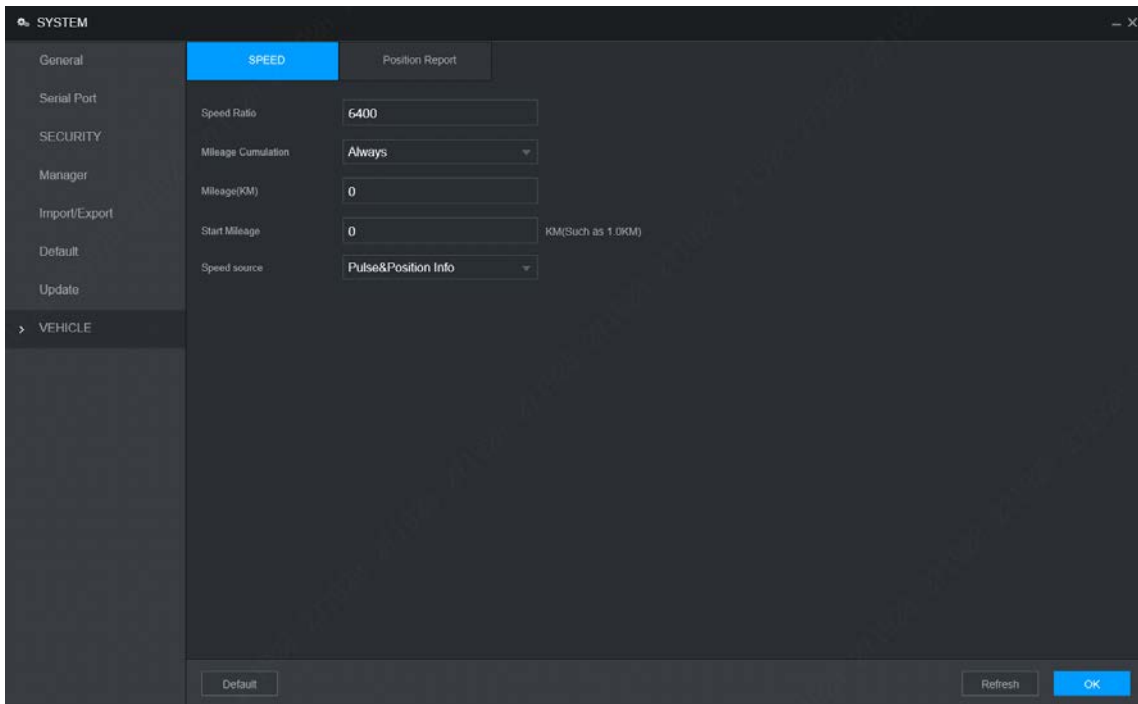 SYSTEM
General
Serial Port
SECURITY
Manager
Import/Export
Default
Update
VEHICLE
SPEED Position Report
Speed Ratio 6400
Mileage Cumulation Always
Mileage(KM) 0
Start Mileage 0 KM(Such as 1.0KM)
Speed source Pulse&Position Info
Default Refresh OK